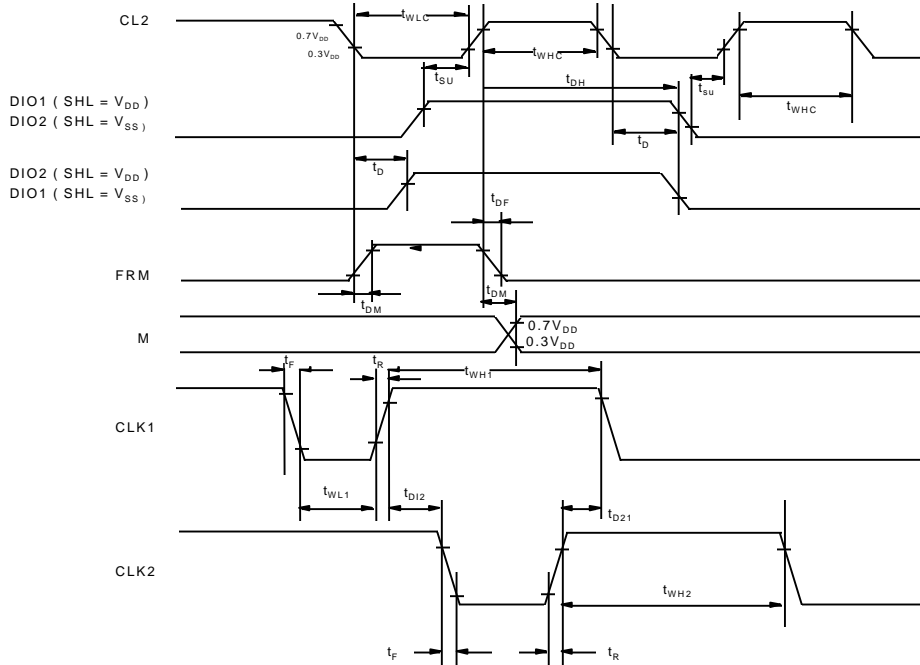 CL2
t_WLC
0.7V_DD
0.3V_DD
t_WHC
t_SU
t_DH
t_su
t_WHC
DIO1 ( SHL = V_DD )
DIO2 ( SHL = V_SS )
t_D
t_D
DIO2 ( SHL = V_DD )
DIO1 ( SHL = V_SS )
t_DF
FRM
t_DM
t_DM
M
0.7V_DD
0.3V_DD
t_F
t_R
t_WH1
CLK1
t_WL1
t_DI2
t_D21
CLK2
t_WH2
t_F
t_R